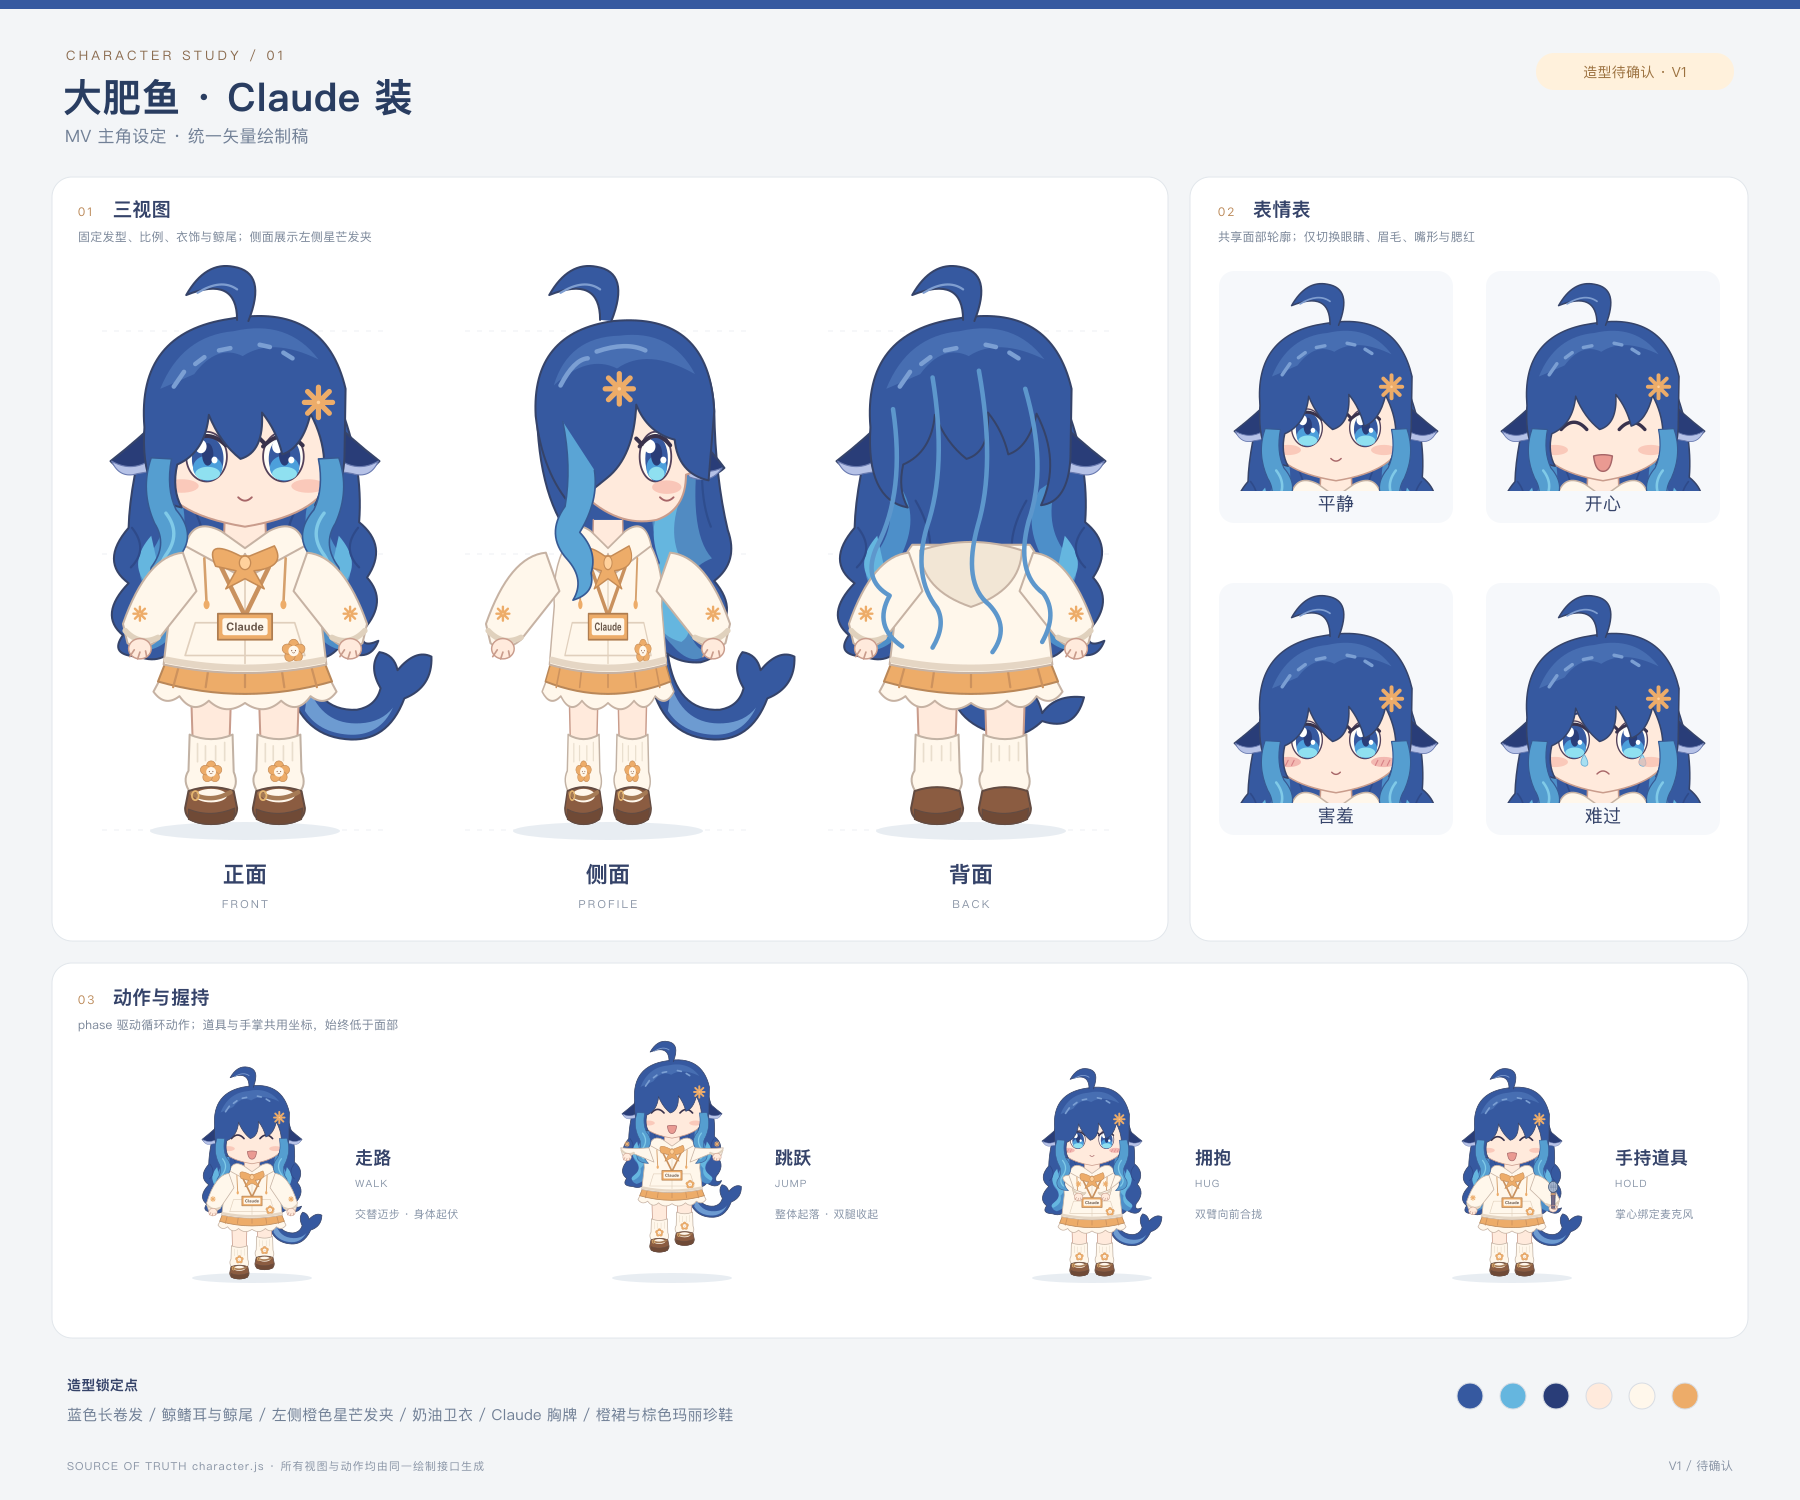 CHARACTER STUDY / 01
大肥鱼 · Claude 装
MV 主角设定 · 统一矢量绘制稿
造型待确认 · V1
01 三视图
固定发型、比例、衣饰与鲸尾；侧面展示左侧星芒发夹
Claude
Claude
正面
FRONT
侧面
PROFILE
背面
BACK
02 表情表
共享面部轮廓；仅切换眼睛、眉毛、嘴形与腮红
平静
开心
害羞
难过
03 动作与握持
phase 驱动循环动作；道具与手掌共用坐标，始终低于面部
Claude
走路
WALK
交替迈步 · 身体起伏
Claude
跳跃
JUMP
整体起落 · 双腿收起
Claude
拥抱
HUG
双臂向前合拢
Claude
手持道具
HOLD
掌心绑定麦克风
造型锁定点
蓝色长卷发 / 鲸鳍耳与鲸尾 / 左侧橙色星芒发夹 / 奶油卫衣 / Claude 胸牌 / 橙裙与棕色玛丽珍鞋
SOURCE OF TRUTH character.js · 所有视图与动作均由同一绘制接口生成
V1 / 待确认